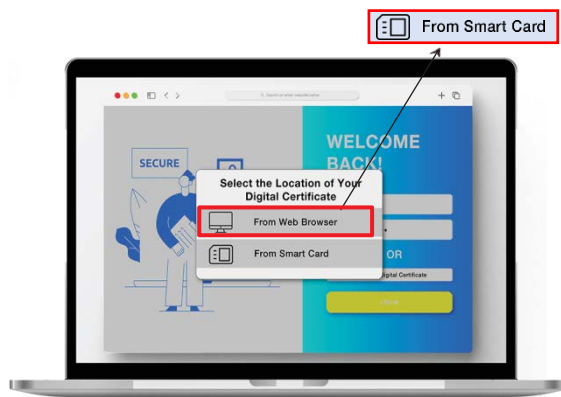 From Smart Card
WELCOME
BACK!
SECURE
Select the Location of Your
Digital Certificate
From Web Browser
From Smart Card
OR
Digital Certificate